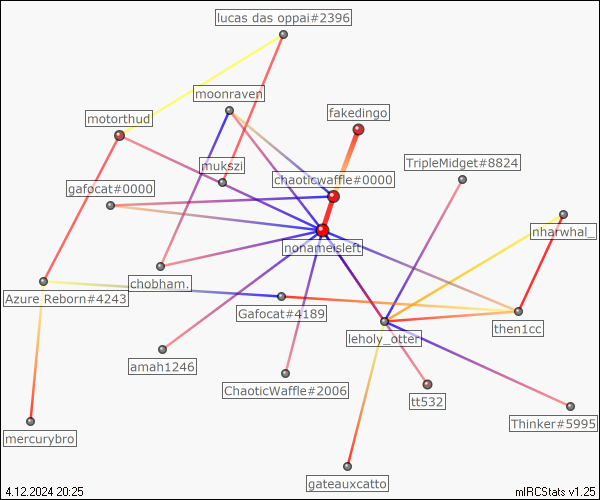 lucas das oppai#2396
moonraven
fakedingo
motorthud
mukszi
TripleMidget#8824
chaoticwaffle#0000
gafocat#0000
nharwhal_
nonameisleft
chobham.
Azure Reborn#4243
Gafocat#4189
then1cc
leholy_otter
amah1246
ChaoticWaffle#2006
tt532
Thinker#5995
mercurybro
gateauxcatto
4.12.2024 20:25
mIRCStats v1.25